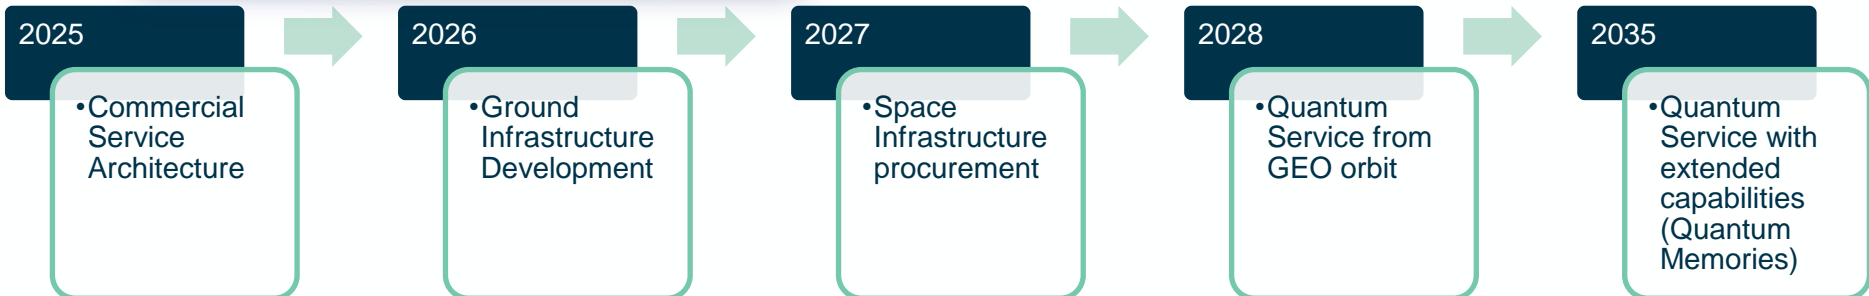 2025
•Commercial
Service
Architecture
2026
•Ground
Infrastructure
Development
2027
•Space
Infrastructure
procurement
2028
•Quantum
Service from
GEO orbit
2035
•Quantum
Service with
extended
capabilities
(Quantum
Memories)